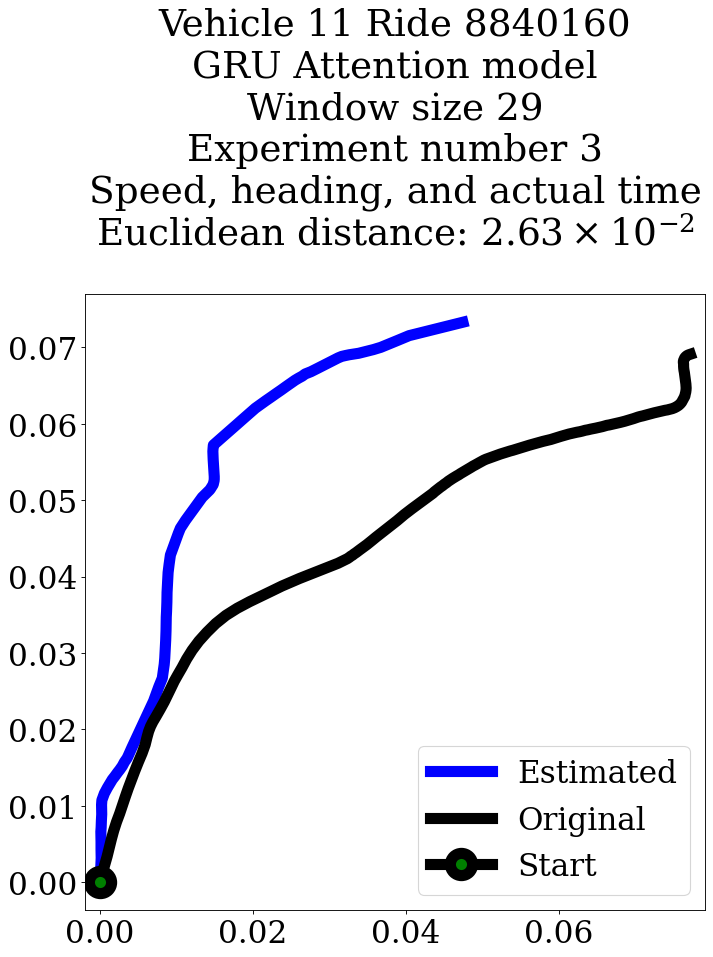 Vehicle 11 Ride 8840160
GRU Attention model
Window size 29
Experiment number 3
Speed, heading, and actual time
Euclidean distance: 2.63 × 10⁻²
0.07
0.06
0.05
0.04
0.03
0.02
0.01
0.00
Estimated
Original
Start
0.00 0.02 0.04 0.06